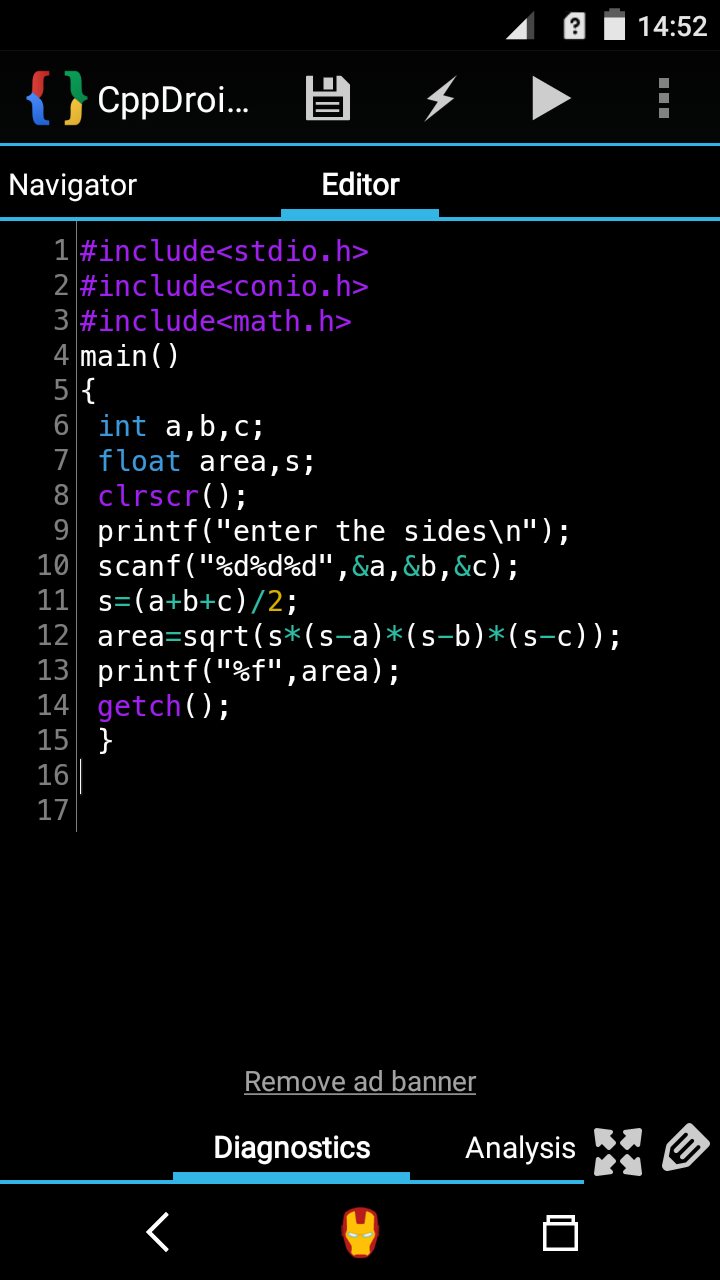 14:52
CppDroi...
Navigator Editor
1 #include<stdio.h>
2 #include<conio.h>
3 #include<math.h>
4 main()
5 {
6 int a,b,c;
7 float area,s;
8 clrscr();
9 printf("enter the sides\n");
10 scanf("%d%d%d",&a,&b,&c);
11 s=(a+b+c)/2;
12 area=sqrt(s*(s-a)*(s-b)*(s-c));
13 printf("%f",area);
14 getch();
15 }
16
17
Remove ad banner
Diagnostics Analysis